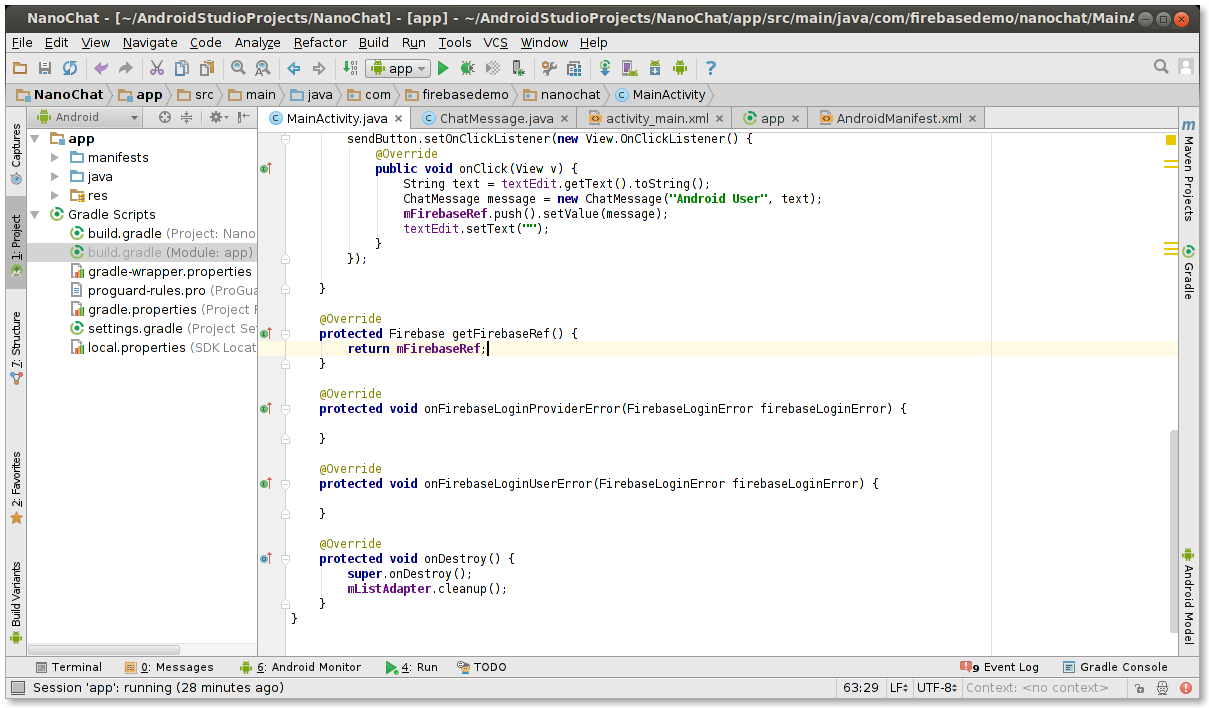 NanoChat - [~/AndroidStudioProjects/NanoChat] - [app] - ~/AndroidStudioProjects/NanoChat/app/src/main/java/com/firebasedemo/nanochat/MainA
File Edit View Navigate Code Analyze Refactor Build Run Tools VCS Window Help
app
NanoChat app src main java com firebasedemo nanochat MainActivity
Android
MainActivity.java ChatMessage.java activity_main.xml app AndroidManifest.xml
Captures
1: Project
7: Structure
2: Favorites
Build Variants
app
manifests
java
res
Gradle Scripts
build.gradle (Project: Nano
build.gradle (Module: app)
gradle-wrapper.properties
proguard-rules.pro (ProGua
gradle.properties (Project P
settings.gradle (Project Se
local.properties (SDK Locat
sendButton.setOnClickListener(new View.OnClickListener() {
@Override
public void onClick(View v) {
String text = textEdit.getText().toString();
ChatMessage message = new ChatMessage("Android User", text);
mFirebaseRef.push().setValue(message);
textEdit.setText("");
}
});
}
@Override
protected Firebase getFirebaseRef() {
return mFirebaseRef;
}
@Override
protected void onFirebaseLoginProviderError(FirebaseLoginError firebaseLoginError) {
}
@Override
protected void onFirebaseLoginUserError(FirebaseLoginError firebaseLoginError) {
}
@Override
protected void onDestroy() {
super.onDestroy();
mListAdapter.cleanup();
}
}
m
Maven Projects
Gradle
Android Model
Terminal 0: Messages 6: Android Monitor 4: Run TODO 9 Event Log Gradle Console
Session 'app': running (28 minutes ago) 63:29 LF UTF-8 Context: <no context>